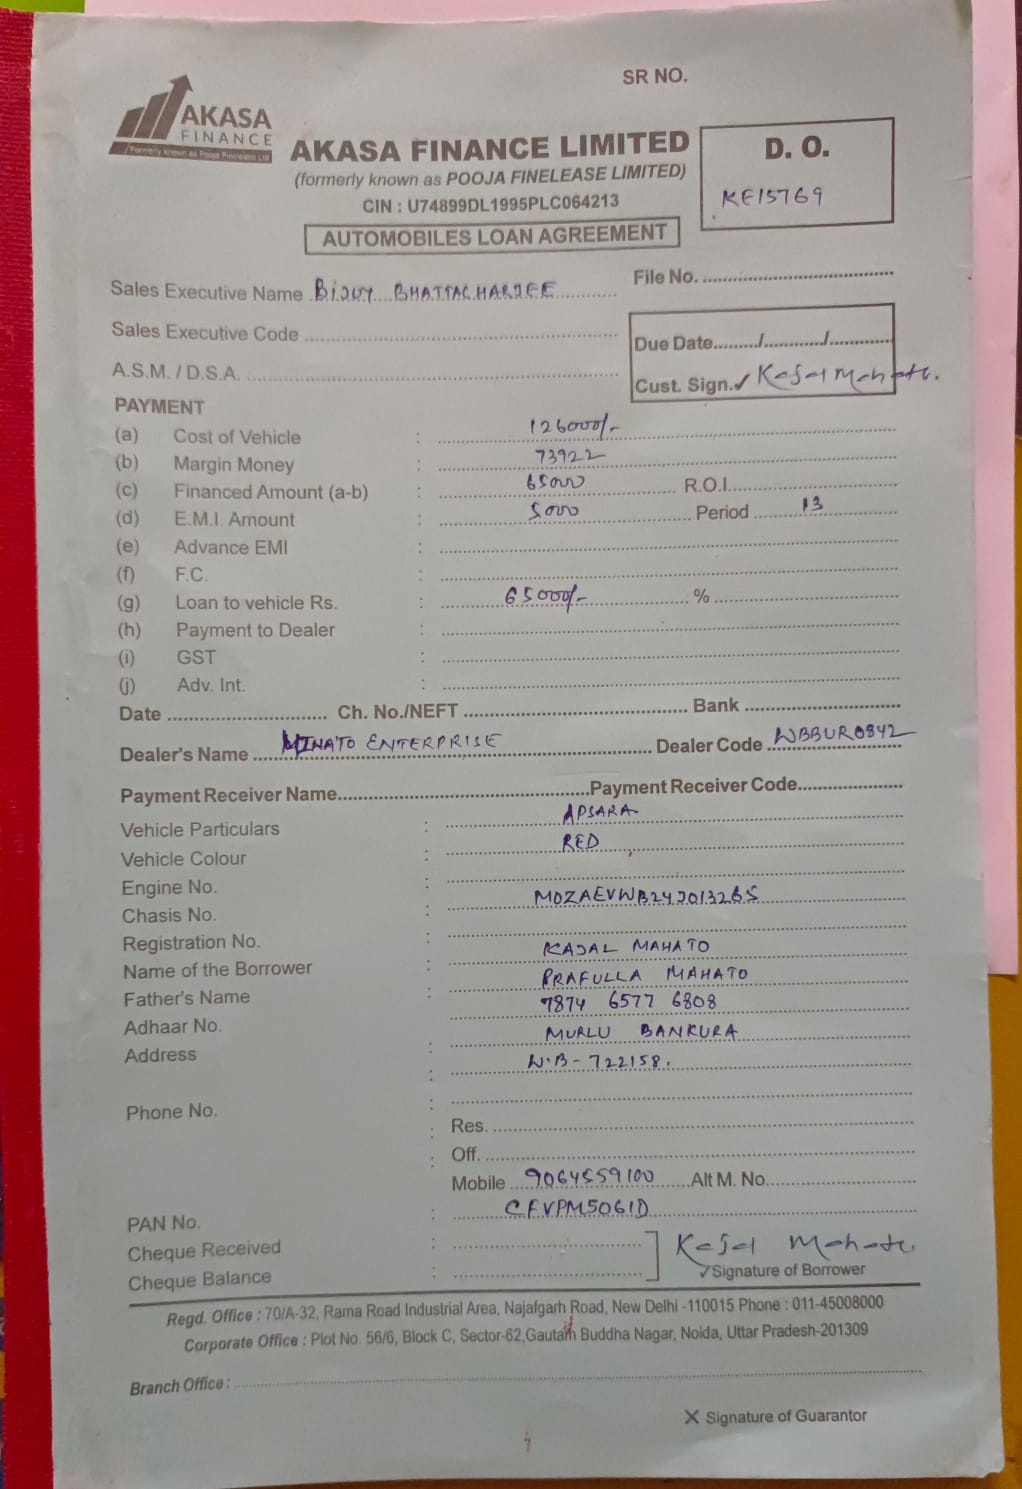 SR NO.
AKASA
FINANCE
Formerly known as Pooja Finelease Ltd
AKASA FINANCE LIMITED
(formerly known as POOJA FINELEASE LIMITED)
CIN : U74899DL1995PLC064213
AUTOMOBILES LOAN AGREEMENT
D. O.
KE15769
File No.
Sales Executive Name BHATTACHARJEE
Sales Executive Code
A.S.M. / D.S.A.
Due Date / /
Cust. Sign. ✓ Kajal Mahato.
PAYMENT
(a) Cost of Vehicle : 126000/-
(b) Margin Money : 73922
(c) Financed Amount (a-b) : 65000 R.O.I.
(d) E.M.I. Amount : 5000 Period 13
(e) Advance EMI :
(f) F.C. :
(g) Loan to vehicle Rs. : 65000/- %
(h) Payment to Dealer :
(i) GST :
(j) Adv. Int. :
Date Ch. No./NEFT Bank
Dealer's Name MINATO ENTERPRISE Dealer Code WBBUR0842
Payment Receiver Name Payment Receiver Code
Vehicle Particulars : APSARA
Vehicle Colour : RED
Engine No. :
Chasis No. : MOZAEVWB24J013265
Registration No. :
Name of the Borrower : KAJAL MAHATO
Father's Name : PRAFULLA MAHATO
Adhaar No. 7874 6577 6808
Address : MURLU BANKURA
: W.B - 722158.
Phone No. :
: Res.
: Off.
Mobile 9064559100 Alt M. No.
PAN No. : CFVPM5061D
Cheque Received : Kajal Mahato.
Cheque Balance : ✓ Signature of Borrower
Regd. Office : 70/A-32, Rama Road Industrial Area, Najafgarh Road, New Delhi -110015 Phone : 011-45008000
Corporate Office : Plot No. 56/6, Block C, Sector-62,Gautam Buddha Nagar, Noida, Uttar Pradesh-201309
Branch Office :
X Signature of Guarantor